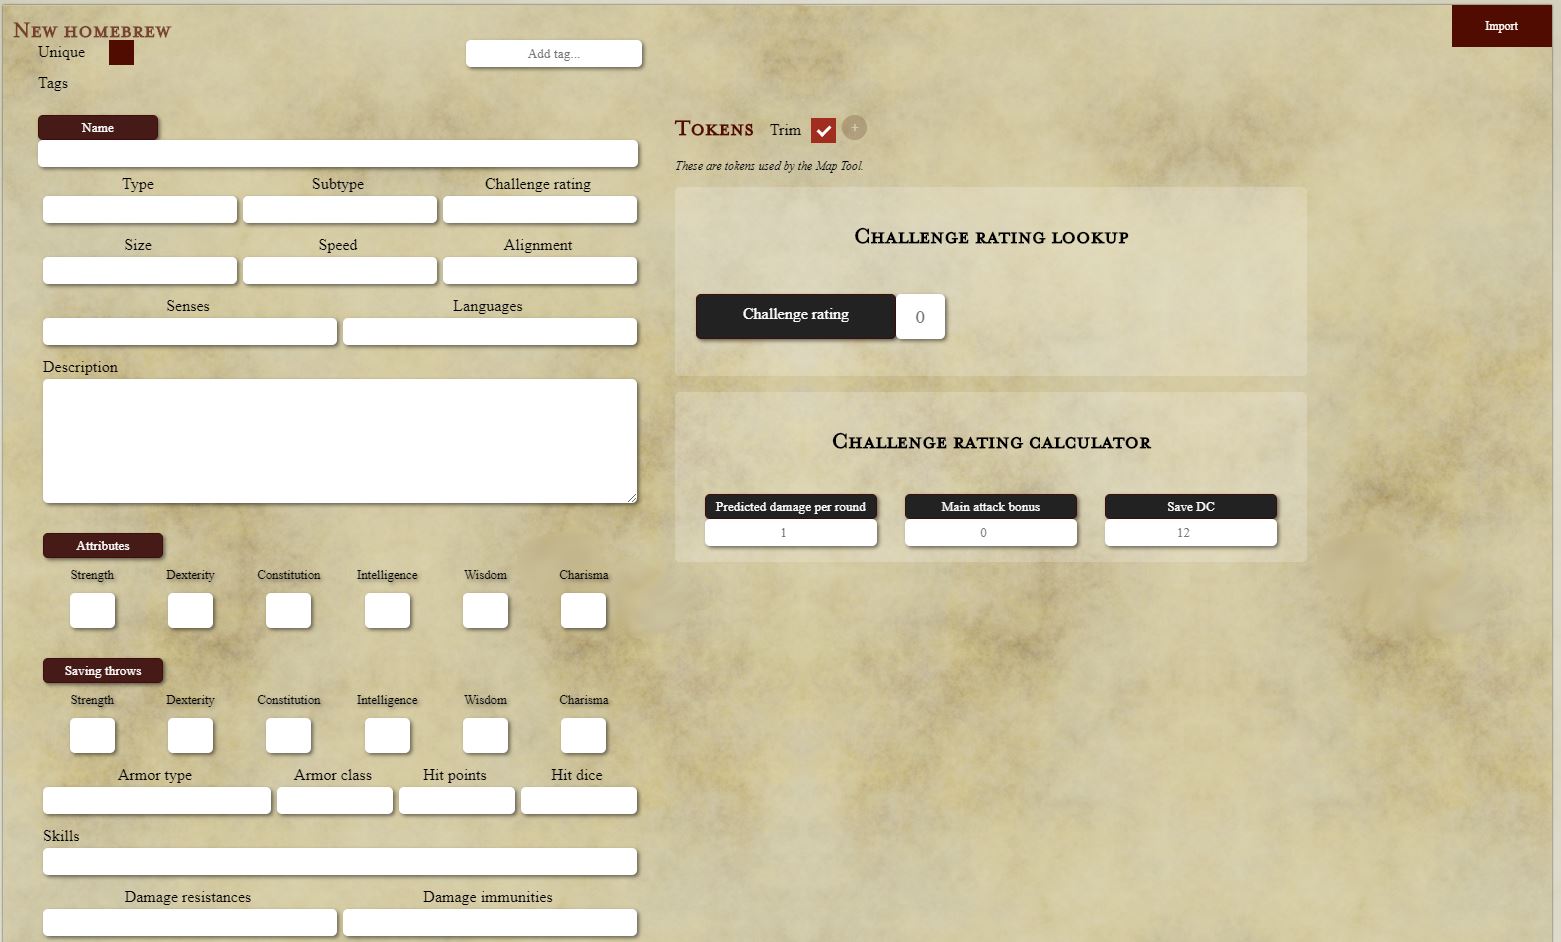 New homebrew
Import
Unique
Add tag...
Tags
Name
Type Subtype Challenge rating
Size Speed Alignment
Senses Languages
Description
Attributes
Strength Dexterity Constitution Intelligence Wisdom Charisma
Saving throws
Strength Dexterity Constitution Intelligence Wisdom Charisma
Armor type Armor class Hit points Hit dice
Skills
Damage resistances Damage immunities
Tokens Trim +
These are tokens used by the Map Tool.
Challenge rating lookup
Challenge rating 0
Challenge rating calculator
Predicted damage per round Main attack bonus Save DC
1 0 12